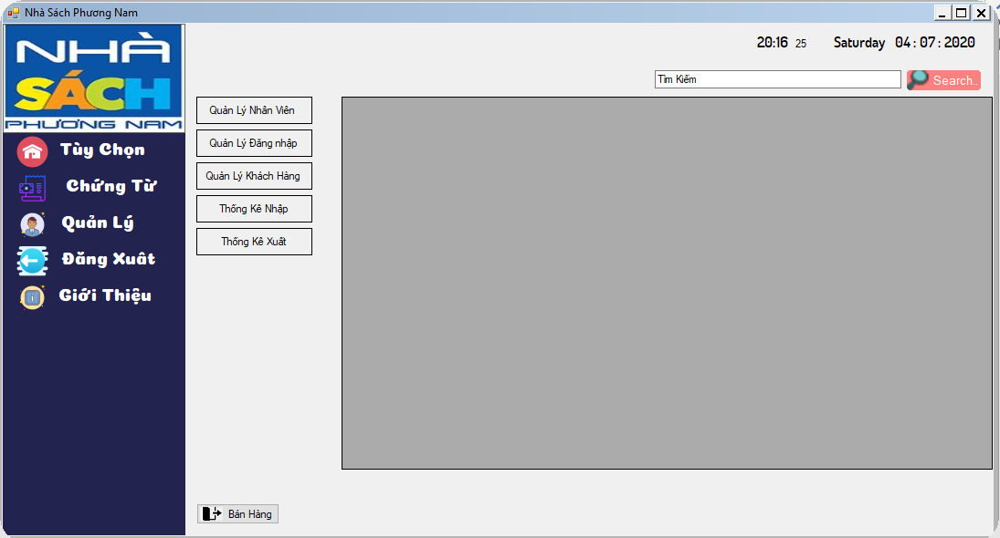 Nhà Sách Phương Nam
NHÀ
SÁCH
PHƯƠNG NAM
20:16 25 Saturday 04:07:2020
Tìm Kiếm
Search..
Tùy Chọn
Chứng Từ
Quản Lý
Đăng Xuất
Giới Thiệu
Quản Lý Nhân Viên
Quản Lý Đăng nhập
Quản Lý Khách Hàng
Thống Kê Nhập
Thống Kê Xuất
Bán Hàng